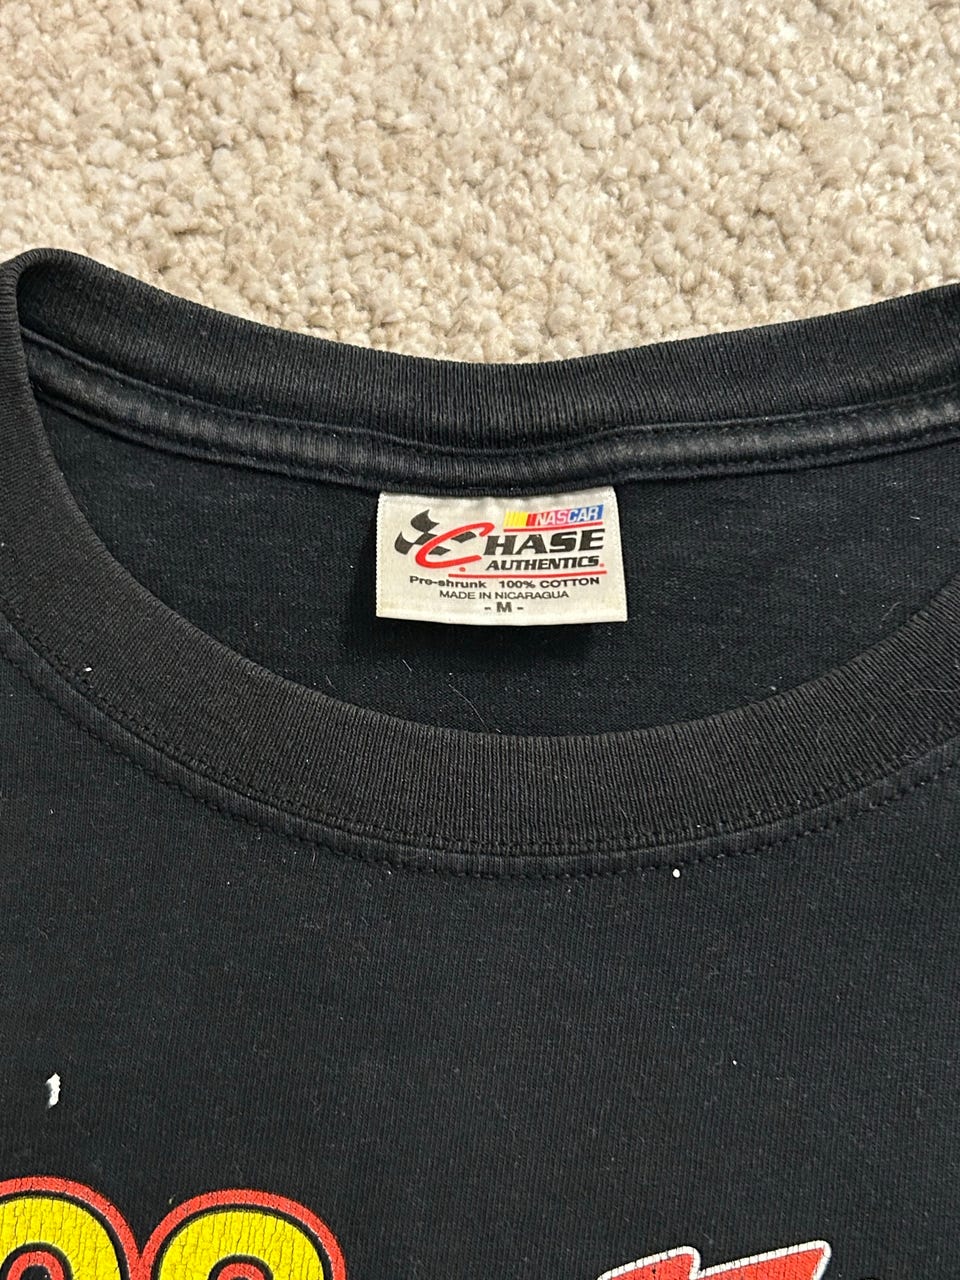 NASCAR
CHASE
AUTHENTICS.
Pre-shrunk 100% COTTON
MADE IN NICARAGUA
- M -